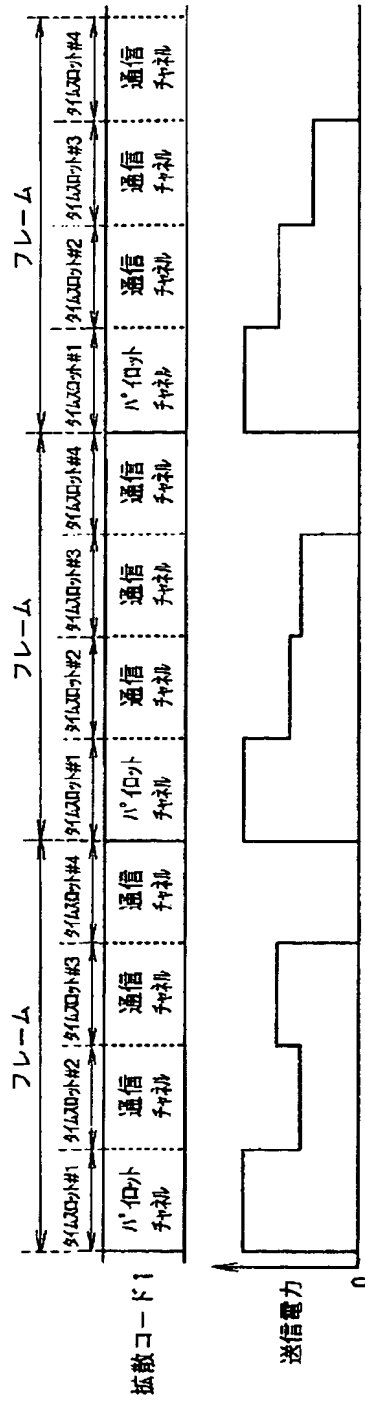 フレーム
フレーム
フレーム
タイムスロット#1 タイムスロット#2 タイムスロット#3 タイムスロット#4 タイムスロット#1 タイムスロット#2 タイムスロット#3 タイムスロット#4 タイムスロット#1 タイムスロット#2 タイムスロット#3 タイムスロット#4
拡散コード1
パイロット 通信 通信 通信 パイロット 通信 通信 通信 パイロット 通信 通信 通信
チャネル チャネル チャネル チャネル チャネル チャネル チャネル チャネル チャネル チャネル チャネル チャネル
送信電力
0